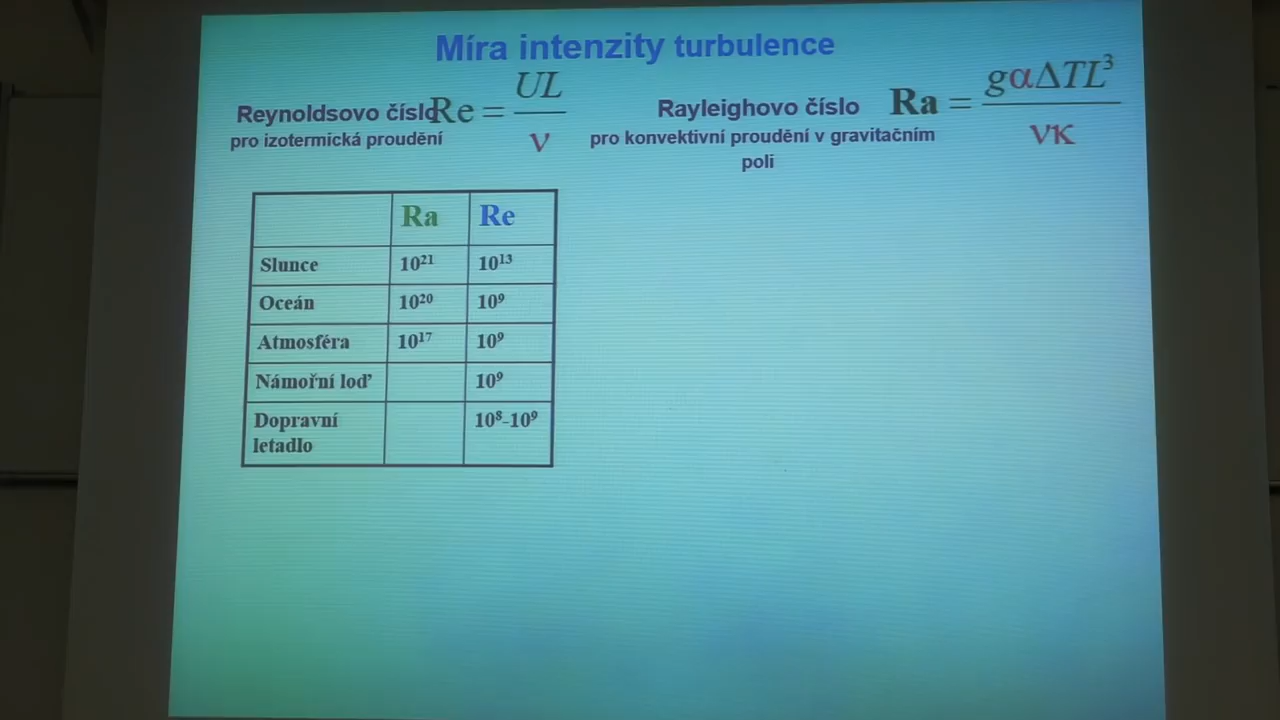 Míra intenzity turbulence
Reynoldsovo číslo Re = UL / ν
pro izotermická proudění
Rayleighovo číslo Ra = gαΔTL³ / νκ
pro konvektivní proudění v gravitačním
poli
Ra Re
Slunce 10²¹ 10¹³
Oceán 10²⁰ 10⁹
Atmosféra 10¹⁷ 10⁹
Námořní loď 10⁹
Dopravní 10⁸-10⁹
letadlo